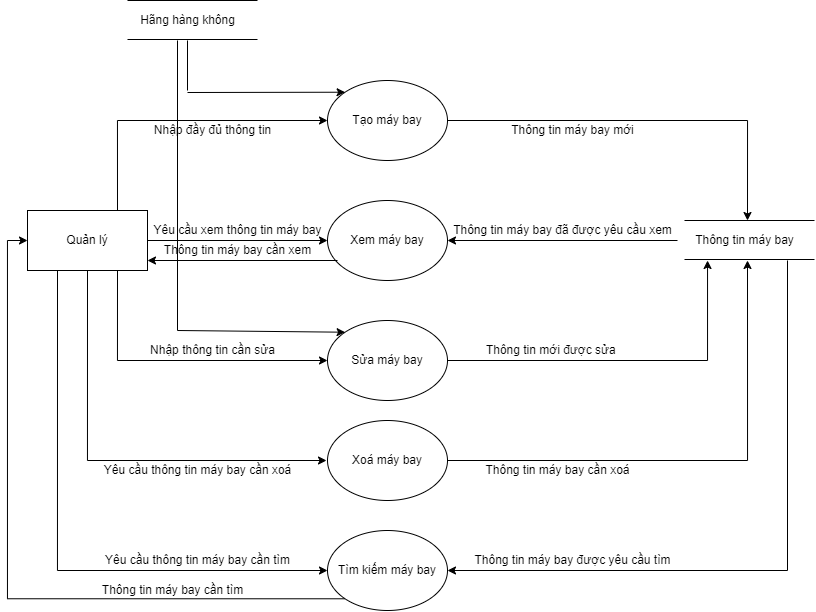 Hãng hàng không
Tạo máy bay
Nhập đầy đủ thông tin
Thông tin máy bay mới
Quản lý
Yêu cầu xem thông tin máy bay
Xem máy bay
Thông tin máy bay đã được yêu cầu xem
Thông tin máy bay
Thông tin máy bay cần xem
Nhập thông tin cần sửa
Sửa máy bay
Thông tin mới được sửa
Xoá máy bay
Yêu cầu thông tin máy bay cần xoá
Thông tin máy bay cần xoá
Yêu cầu thông tin máy bay cần tìm
Tìm kiếm máy bay
Thông tin máy bay được yêu cầu tìm
Thông tin máy bay cần tìm